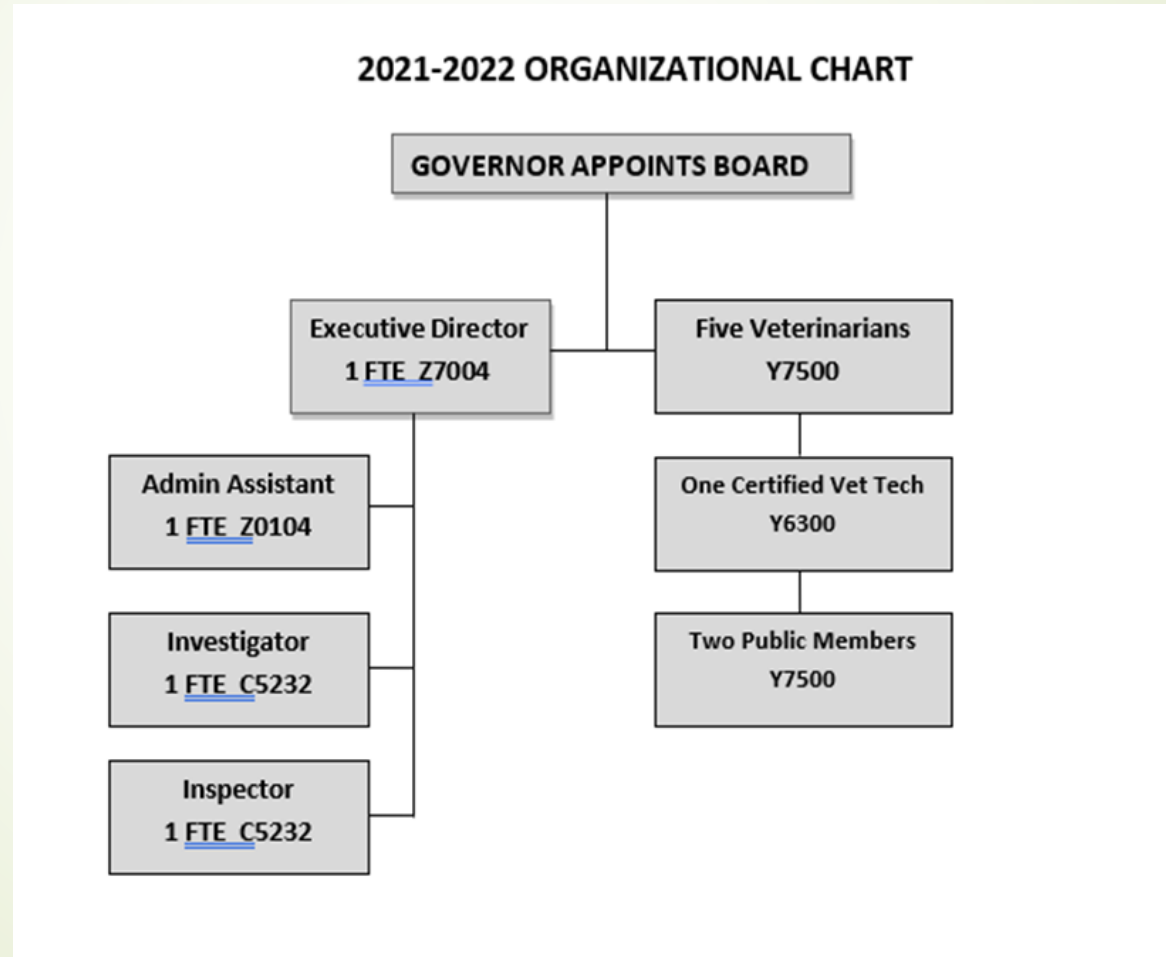 2021-2022 ORGANIZATIONAL CHART
GOVERNOR APPOINTS BOARD
Executive Director
1 FTE Z7004
Five Veterinarians
Y7500
Admin Assistant
1 FTE Z0104
One Certified Vet Tech
Y6300
Investigator
1 FTE C5232
Two Public Members
Y7500
Inspector
1 FTE C5232